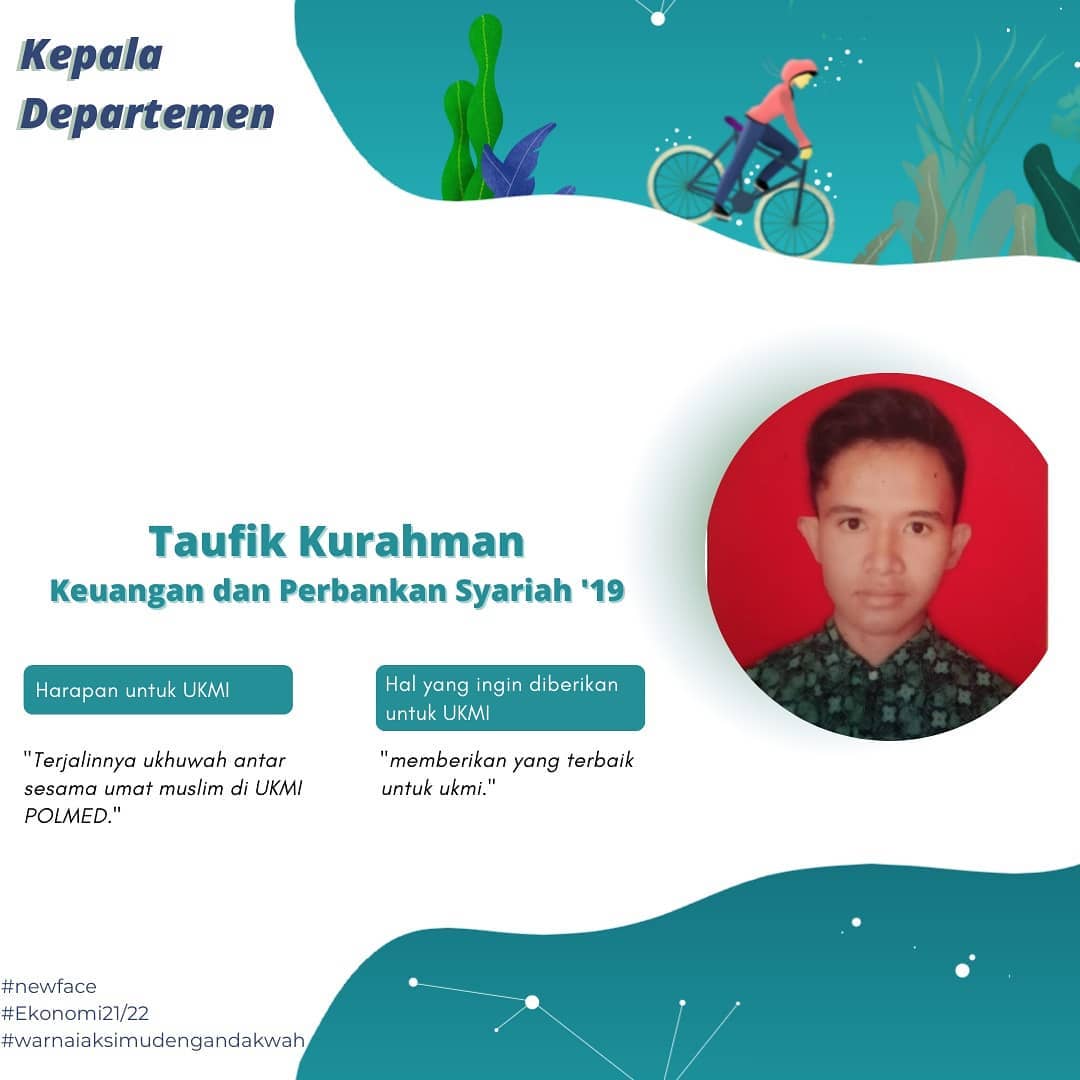 Kepala
Departemen
Taufik Kurahman
Keuangan dan Perbankan Syariah '19
Harapan untuk UKMI
"Terjalinnya ukhuwah antar
sesama umat muslim di UKMI
POLMED."
Hal yang ingin diberikan
untuk UKMI
"memberikan yang terbaik
untuk ukmi."
#newface
#Ekonomi21/22
#warnaiaksimudengandakwah